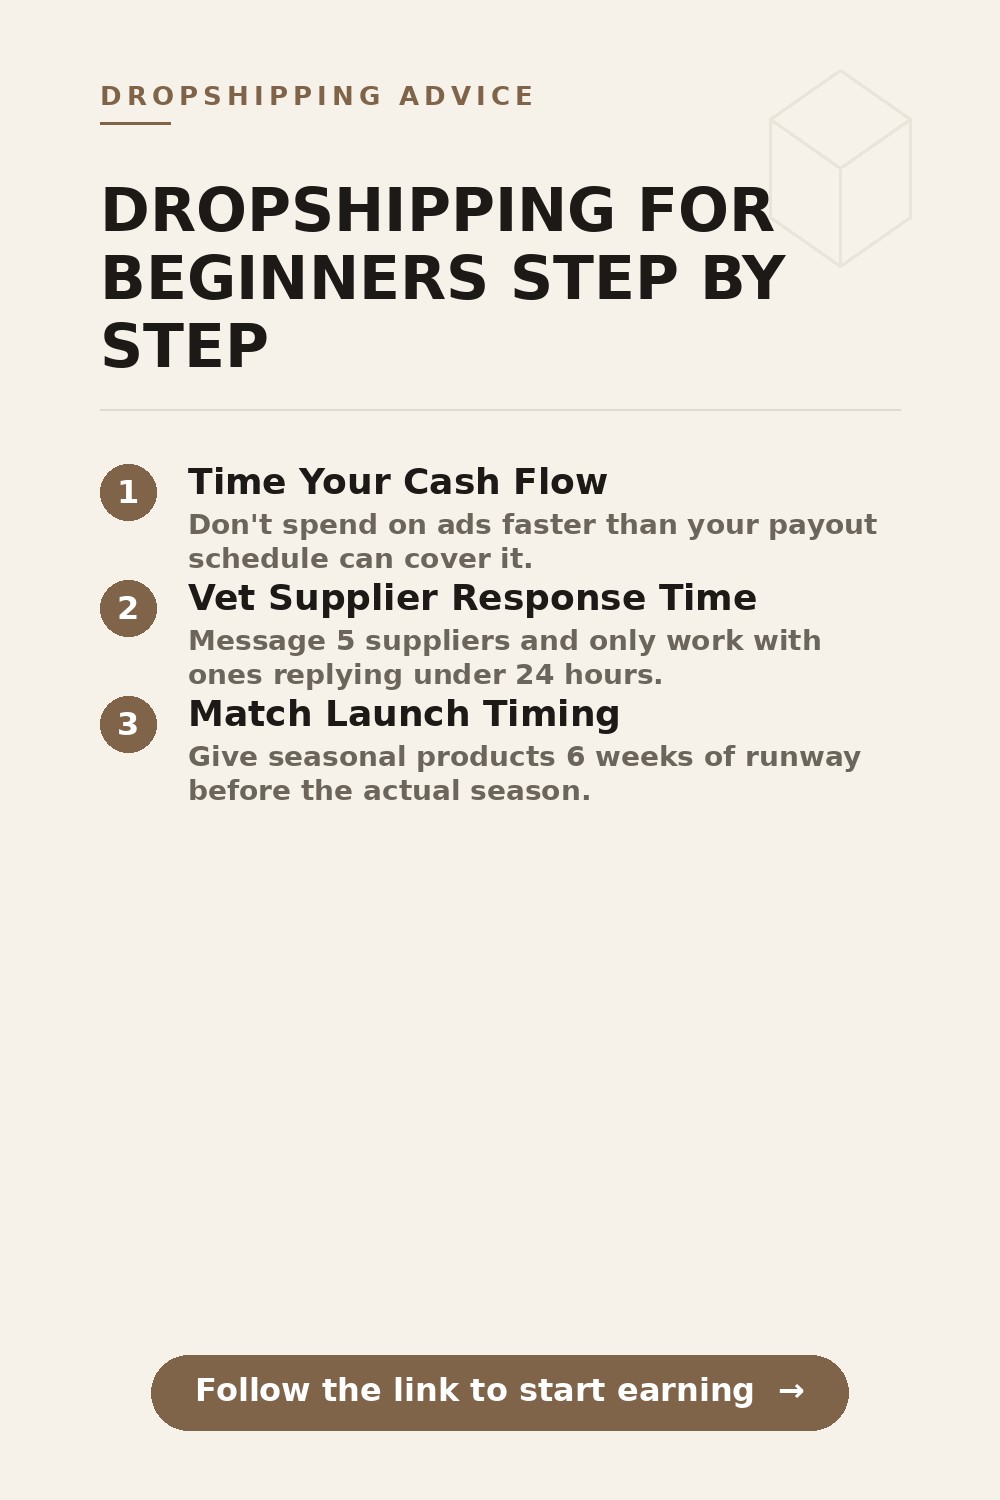 DROPSHIPPING ADVICE
DROPSHIPPING FOR
BEGINNERS STEP BY
STEP
1 Time Your Cash Flow
Don't spend on ads faster than your payout
schedule can cover it.
2 Vet Supplier Response Time
Message 5 suppliers and only work with
ones replying under 24 hours.
3 Match Launch Timing
Give seasonal products 6 weeks of runway
before the actual season.
Follow the link to start earning →